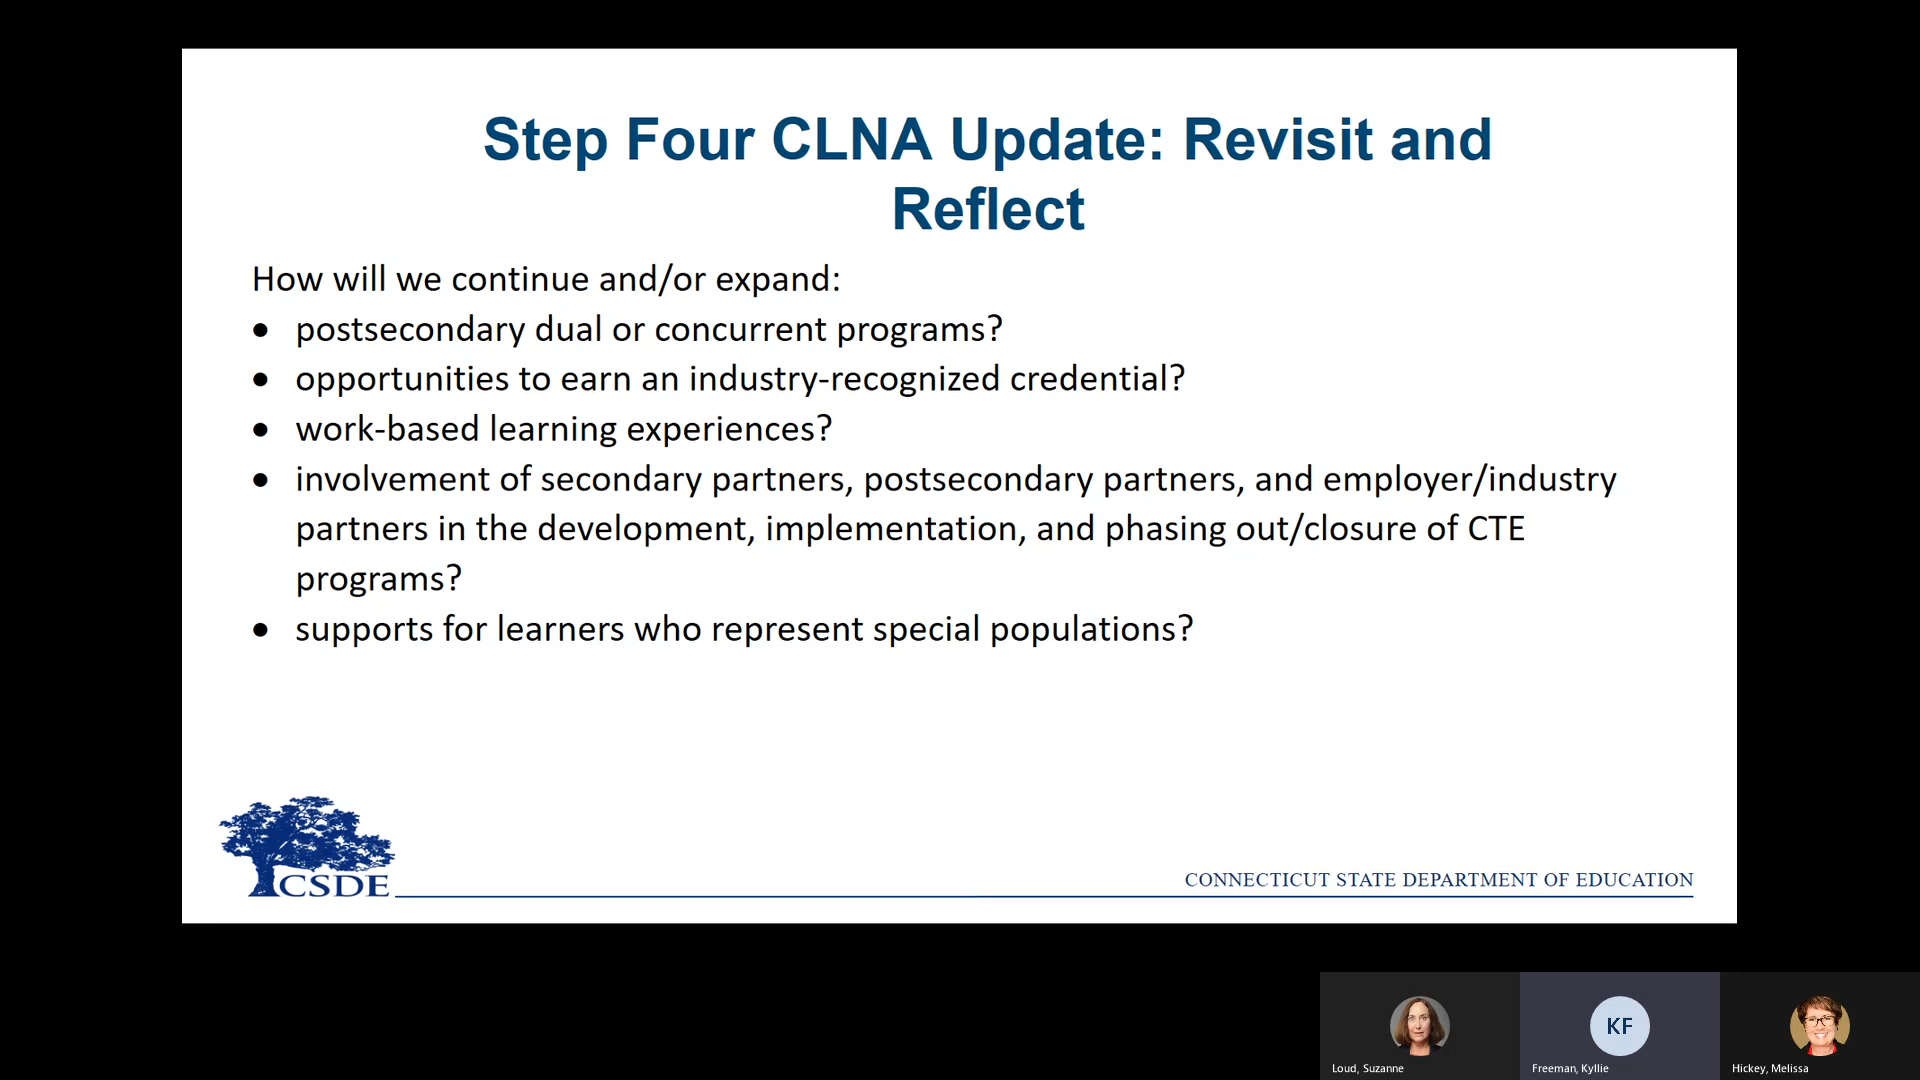 Step Four CLNA Update: Revisit and
Reflect
How will we continue and/or expand:
• postsecondary dual or concurrent programs?
• opportunities to earn an industry-recognized credential?
• work-based learning experiences?
• involvement of secondary partners, postsecondary partners, and employer/industry
partners in the development, implementation, and phasing out/closure of CTE
programs?
• supports for learners who represent special populations?
CSDE
CONNECTICUT STATE DEPARTMENT OF EDUCATION
KF
Loud, Suzanne
Freeman, Kyllie
Hickey, Melissa